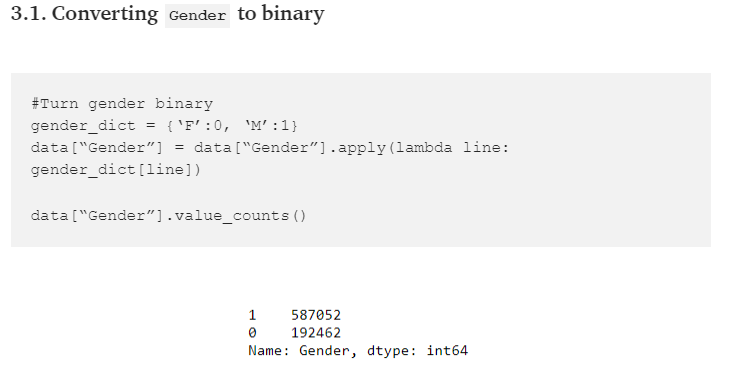 3.1. Converting Gender to binary
#Turn gender binary
gender_dict = {‘F’:0, ‘M’:1}
data[“Gender”] = data[“Gender”].apply(lambda line:
gender_dict[line])
data[“Gender”].value_counts()
1    587052
0    192462
Name: Gender, dtype: int64